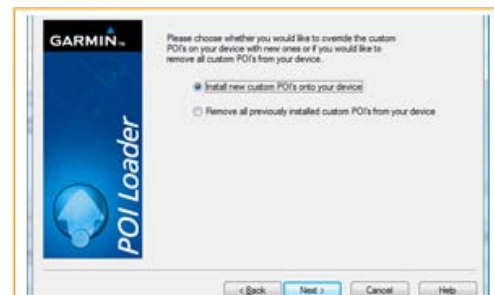 GARMIN™
Please choose whether you would like to override the custom
POI's on your device with new ones or if you would like to
remove all custom POI's from your device.
Install new custom POI's onto your device
Remove all previously installed custom POI's from your device
POI Loader
< Back
Next >
Cancel
Help